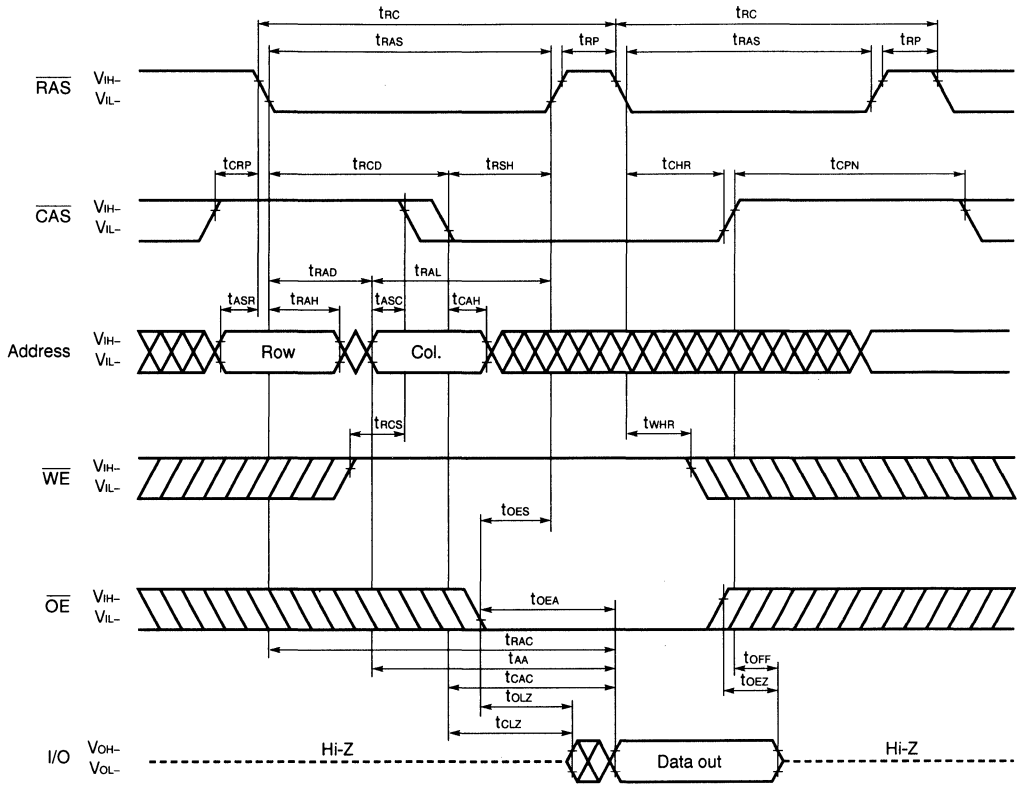 tRC tRC
tRAS tRP tRAS tRP
RAS VIH–
VIL–
tCRP tRCD tRSH tCHR tCPN
CAS VIH–
VIL–
tRAD tRAL
tASR tRAH tASC tCAH
Address VIH–
VIL–
Row Col.
tRCS tWHR
WE VIH–
VIL–
tOES
OE VIH–
VIL–
tOEA
tRAC
tAA tOFF
tCAC tOEZ
tOLZ
tCLZ
I/O VOH–
VOL–
Hi-Z Data out Hi-Z